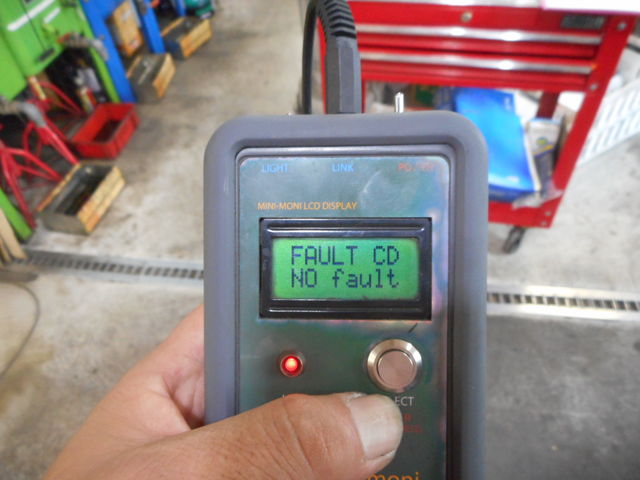 LIGHT LINK
MINI-MONI LCD DISPLAY
FAULT CD
NO fault
moni